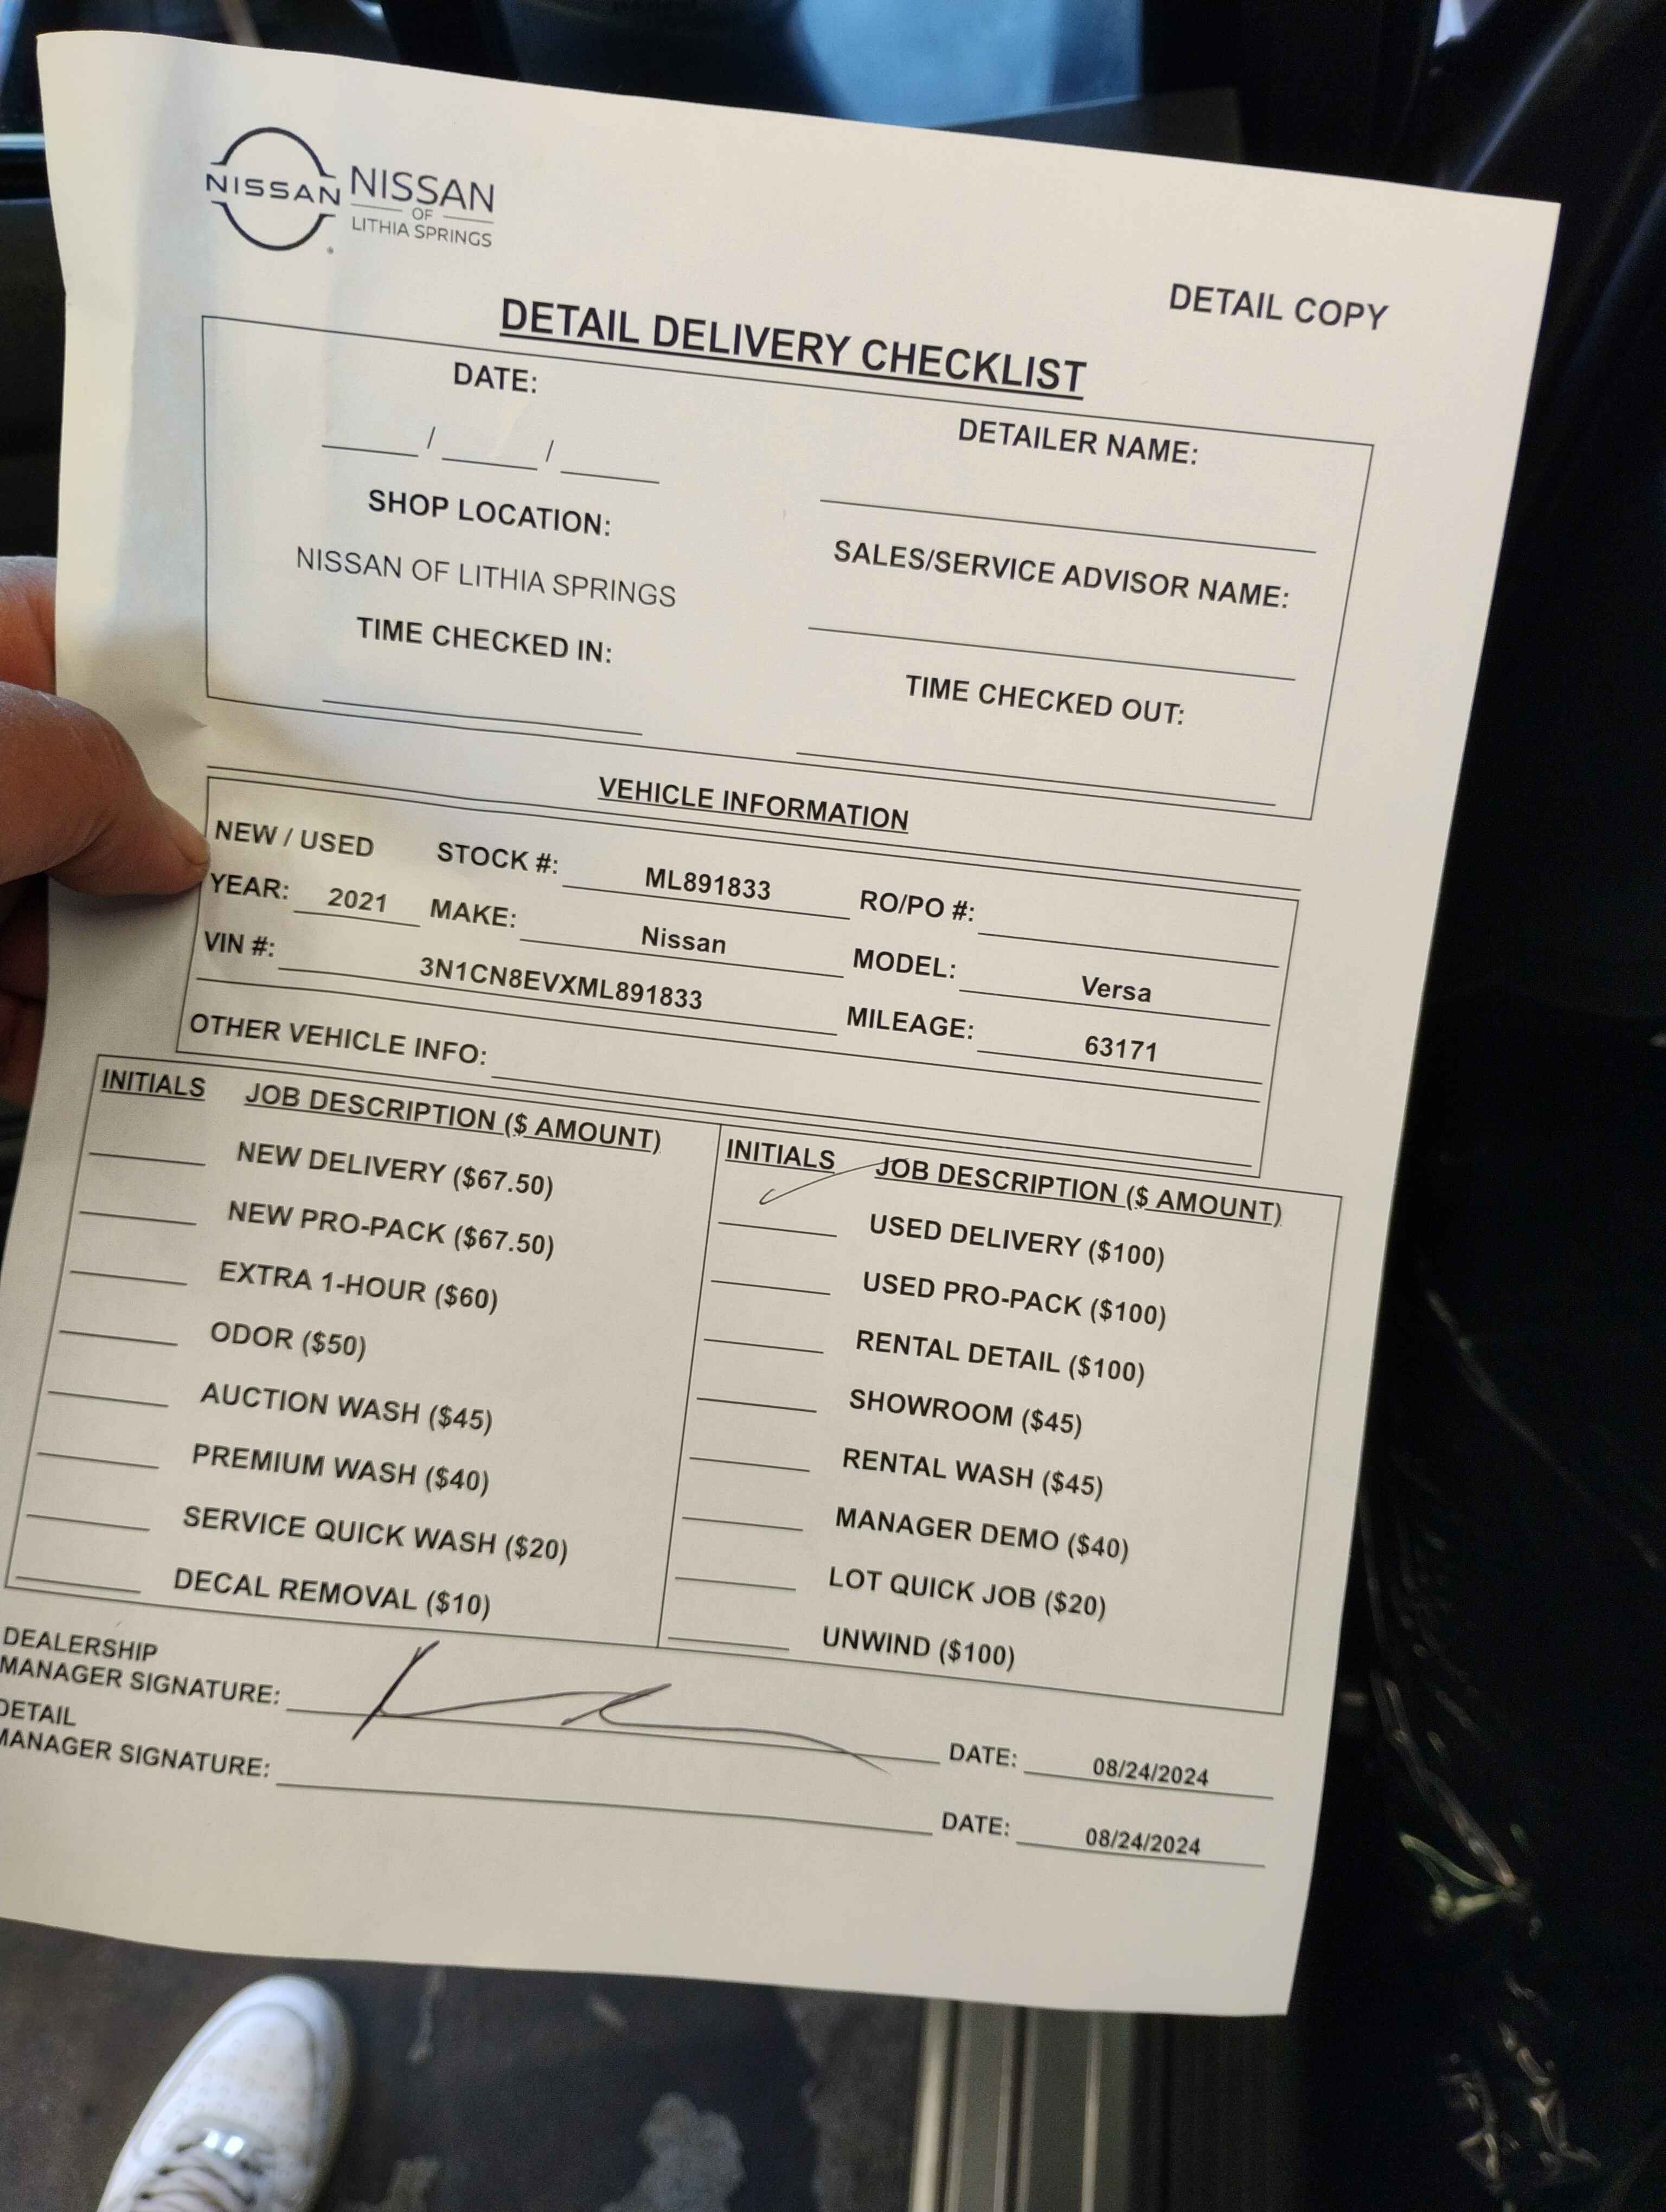 NISSAN
NISSAN
OF
LITHIA SPRINGS
DETAIL COPY
DETAIL DELIVERY CHECKLIST
DATE:
____ / ____ / ____
DETAILER NAME:
SHOP LOCATION:
NISSAN OF LITHIA SPRINGS
SALES/SERVICE ADVISOR NAME:
TIME CHECKED IN:
TIME CHECKED OUT:
VEHICLE INFORMATION
NEW / USED STOCK #: ML891833 RO/PO #:
YEAR: 2021 MAKE: Nissan MODEL: Versa
VIN #: 3N1CN8EVXML891833 MILEAGE: 63171
OTHER VEHICLE INFO:
INITIALS JOB DESCRIPTION ($ AMOUNT)
NEW DELIVERY ($67.50)
NEW PRO-PACK ($67.50)
EXTRA 1-HOUR ($60)
ODOR ($50)
AUCTION WASH ($45)
PREMIUM WASH ($40)
SERVICE QUICK WASH ($20)
DECAL REMOVAL ($10)
INITIALS JOB DESCRIPTION ($ AMOUNT)
✓ USED DELIVERY ($100)
USED PRO-PACK ($100)
RENTAL DETAIL ($100)
SHOWROOM ($45)
RENTAL WASH ($45)
MANAGER DEMO ($40)
LOT QUICK JOB ($20)
UNWIND ($100)
DEALERSHIP
MANAGER SIGNATURE: DATE: 08/24/2024
DETAIL
MANAGER SIGNATURE: DATE: 08/24/2024